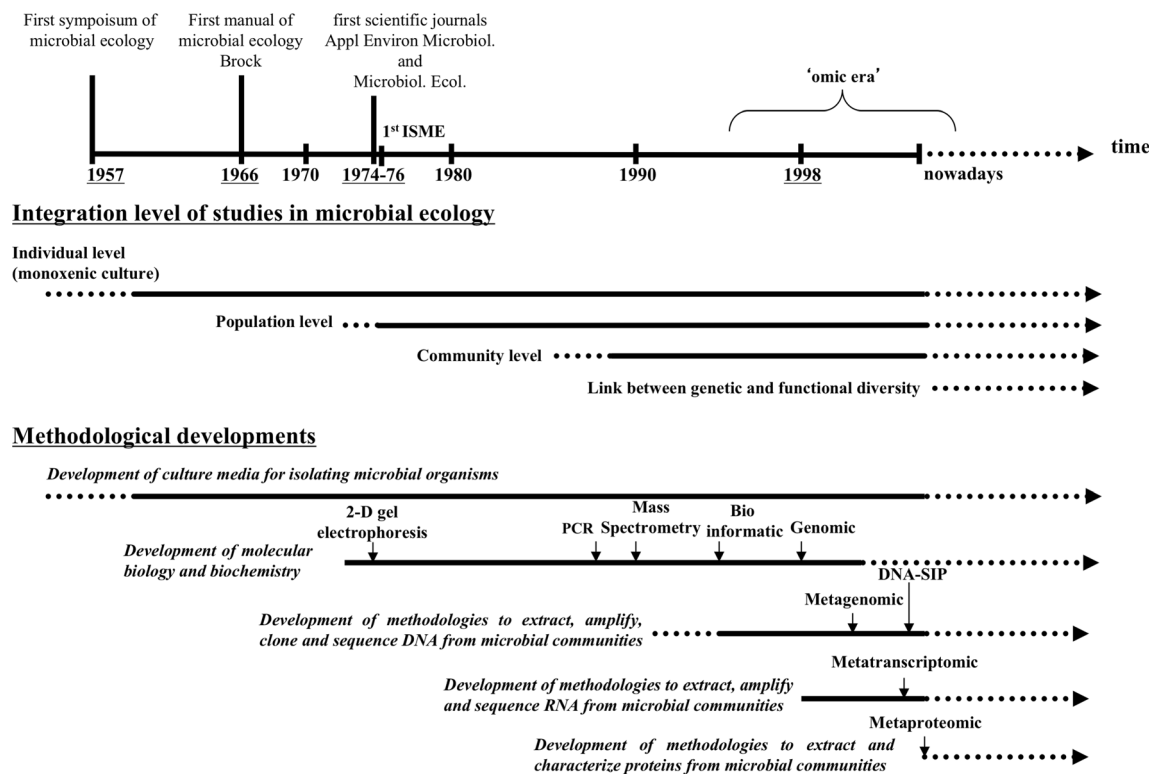 First sympoisum of
microbial ecology
First manual of
microbial ecology
Brock
first scientific journals
Appl Environ Microbiol.
and
Microbiol. Ecol.
1st ISME
‘omic era’
time
1957
1966
1970
1974-76
1980
1990
1998
nowadays
Integration level of studies in microbial ecology
Individual level
(monoxenic culture)
Population level
Community level
Link between genetic and functional diversity
Methodological developments
Development of culture media for isolating microbial organisms
2-D gel
electrophoresis
PCR
Mass
Spectrometry
Bio
informatic
Genomic
Development of molecular
biology and biochemistry
DNA-SIP
Metagenomic
Development of methodologies to extract, amplify,
clone and sequence DNA from microbial communities
Metatranscriptomic
Development of methodologies to extract, amplify
and sequence RNA from microbial communities
Metaproteomic
Development of methodologies to extract and
characterize proteins from microbial communities